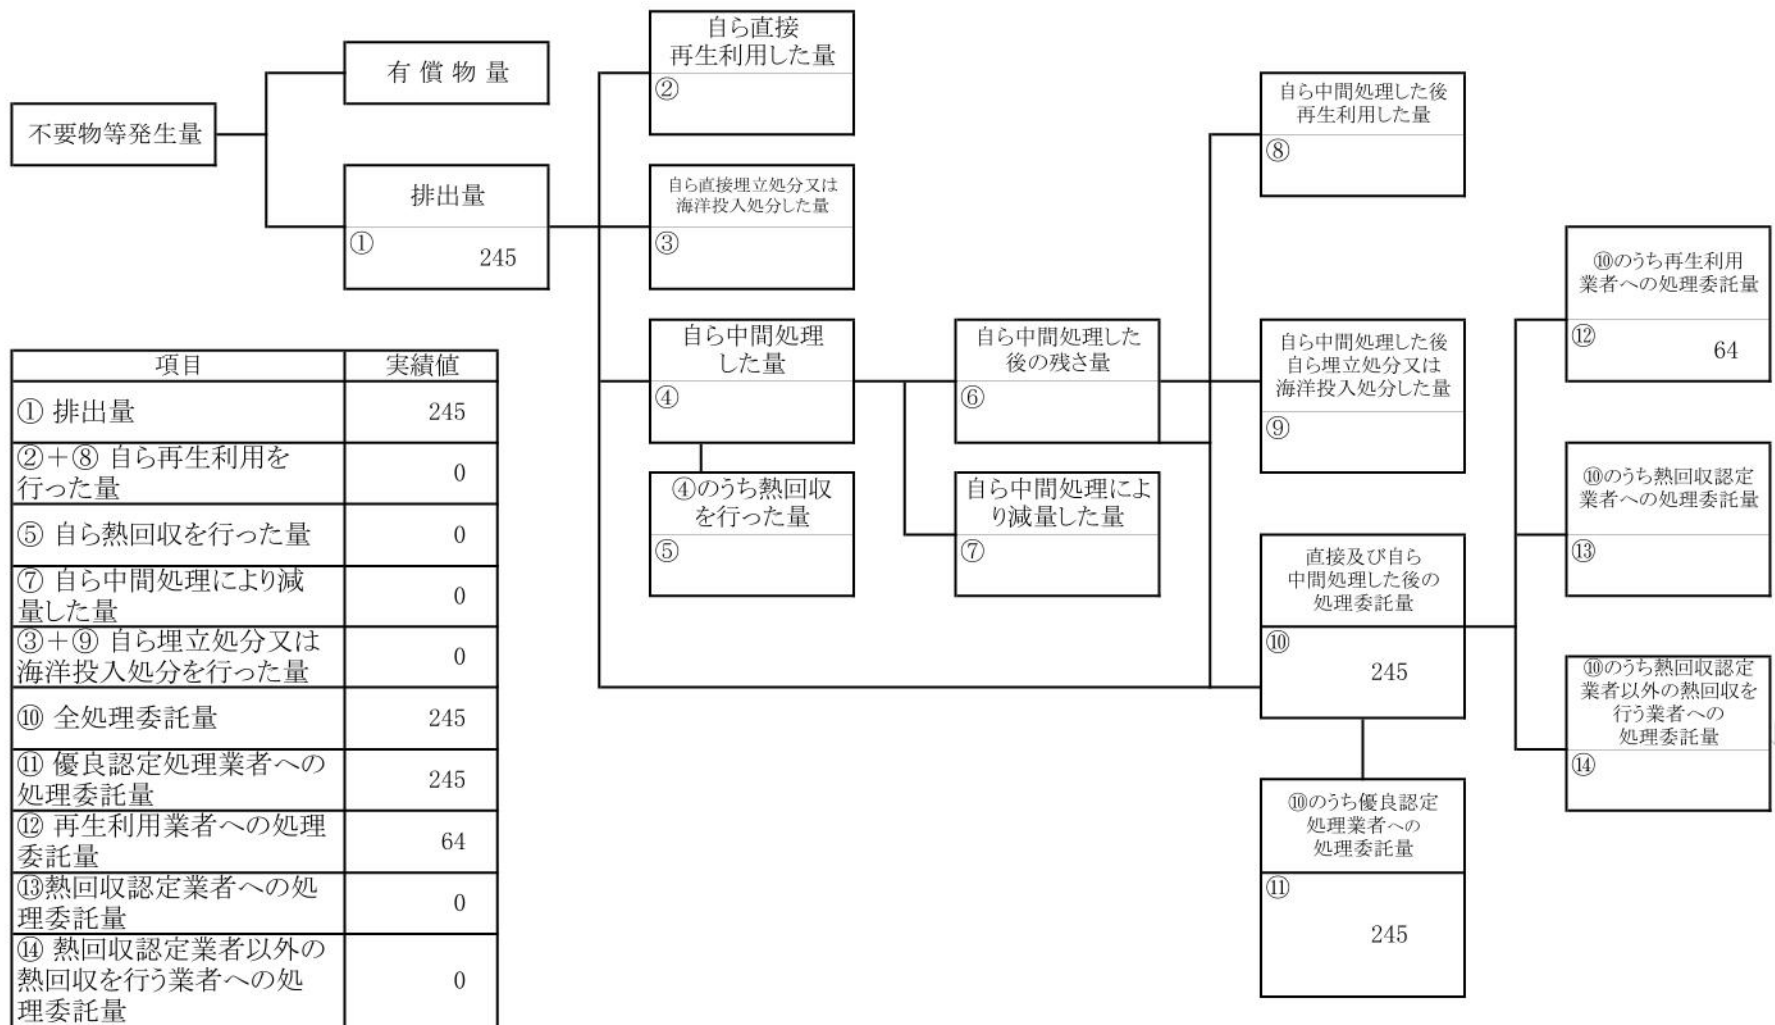 不要物等発生量
有償物量
排出量
①
245
自ら直接
再生利用した量
②
自ら直接埋立処分又は
海洋投入処分した量
③
自ら中間処理
した量
④
④のうち熱回収
を行った量
⑤
自ら中間処理した
後の残さ量
⑥
自ら中間処理によ
り減量した量
⑦
自ら中間処理した後
再生利用した量
⑧
自ら中間処理した後
自ら埋立処分又は
海洋投入処分した量
⑨
直接及び自ら
中間処理した後の
処理委託量
⑩
245
⑩のうち優良認定
処理業者への
処理委託量
⑪
245
⑩のうち再生利用
業者への処理委託量
⑫
64
⑩のうち熱回収認定
業者への処理委託量
⑬
⑩のうち熱回収認定
業者以外の熱回収を
行う業者への
処理委託量
⑭
項目 実績値
① 排出量 245
②+⑧ 自ら再生利用を
行った量 0
⑤ 自ら熱回収を行った量 0
⑦ 自ら中間処理により減
量した量 0
③+⑨ 自ら埋立処分又は
海洋投入処分を行った量 0
⑩ 全処理委託量 245
⑪ 優良認定処理業者への
処理委託量 245
⑫ 再生利用業者への処理
委託量 64
⑬熱回収認定業者への処
理委託量 0
⑭ 熱回収認定業者以外の
熱回収を行う業者への処
理委託量 0